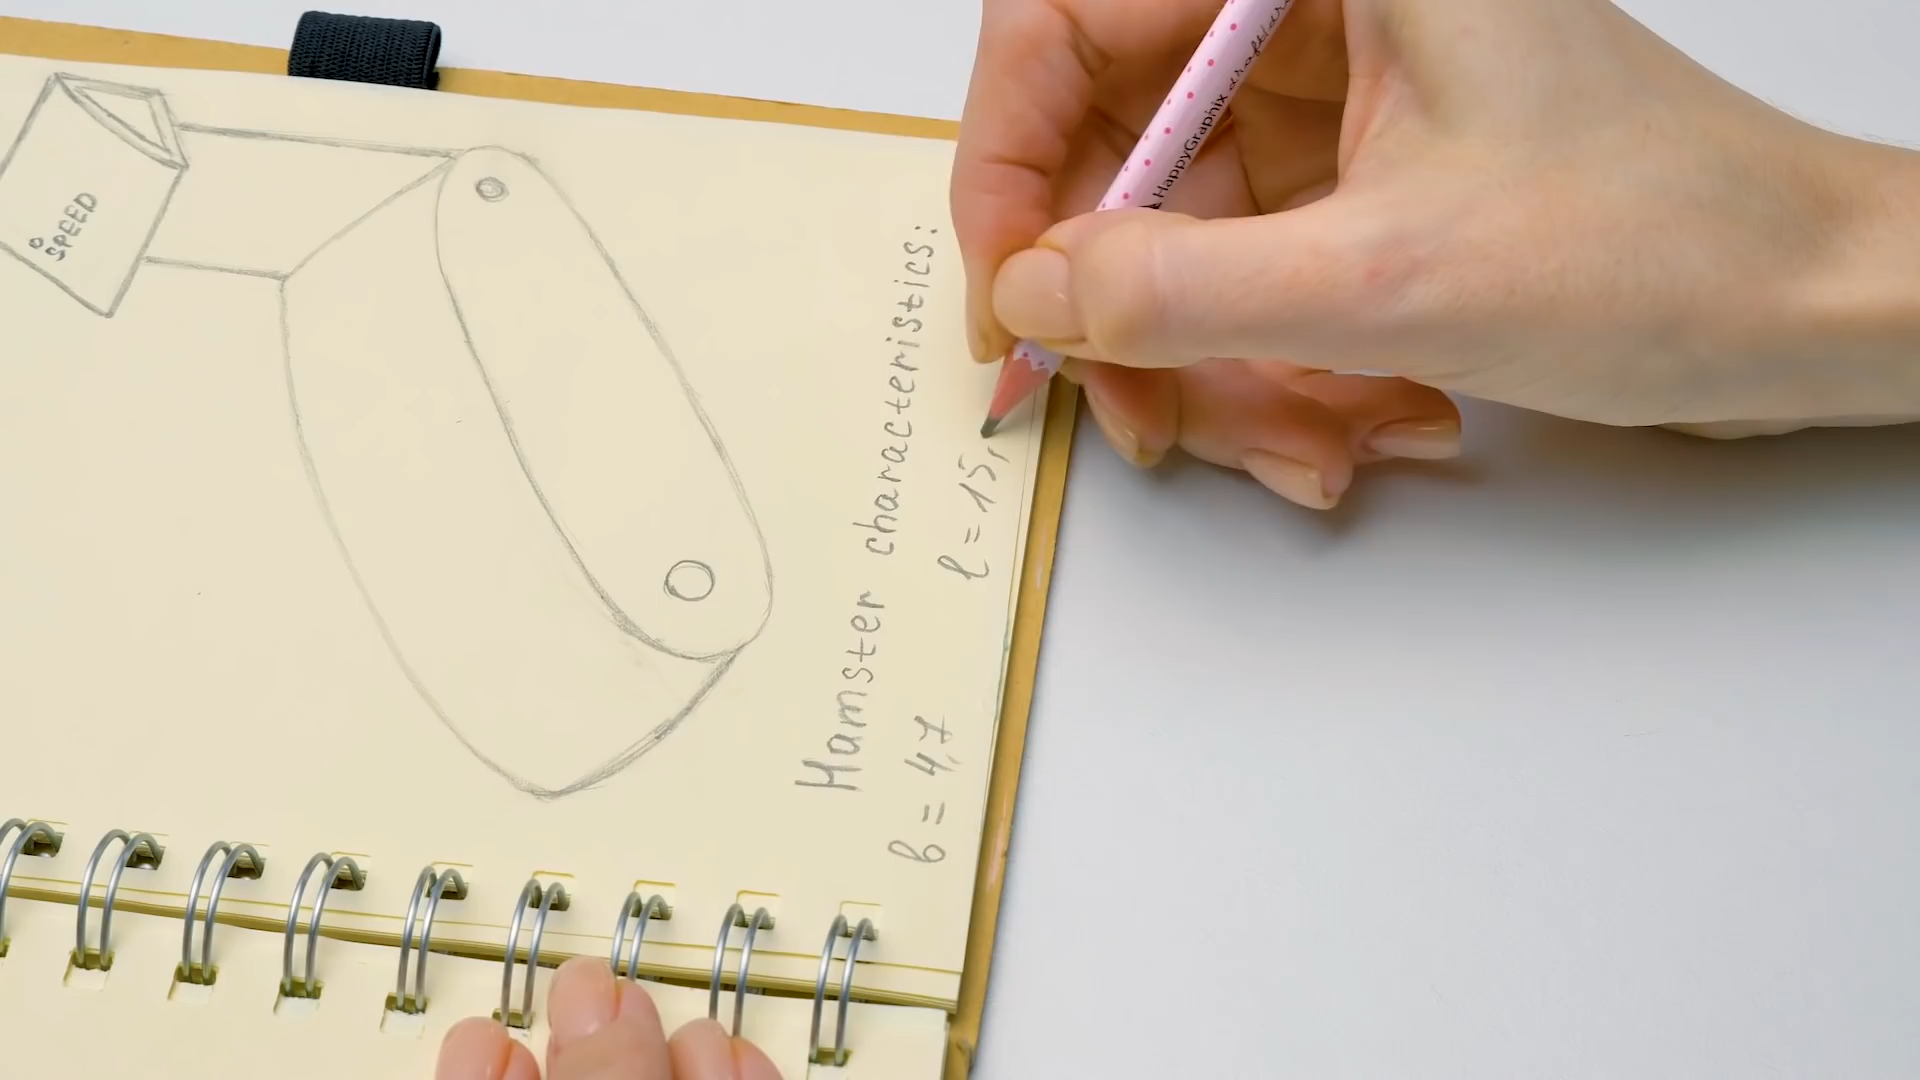 SPEED
Hamster characteristics:
b = 4,7
l = 15,
HappyGraphix